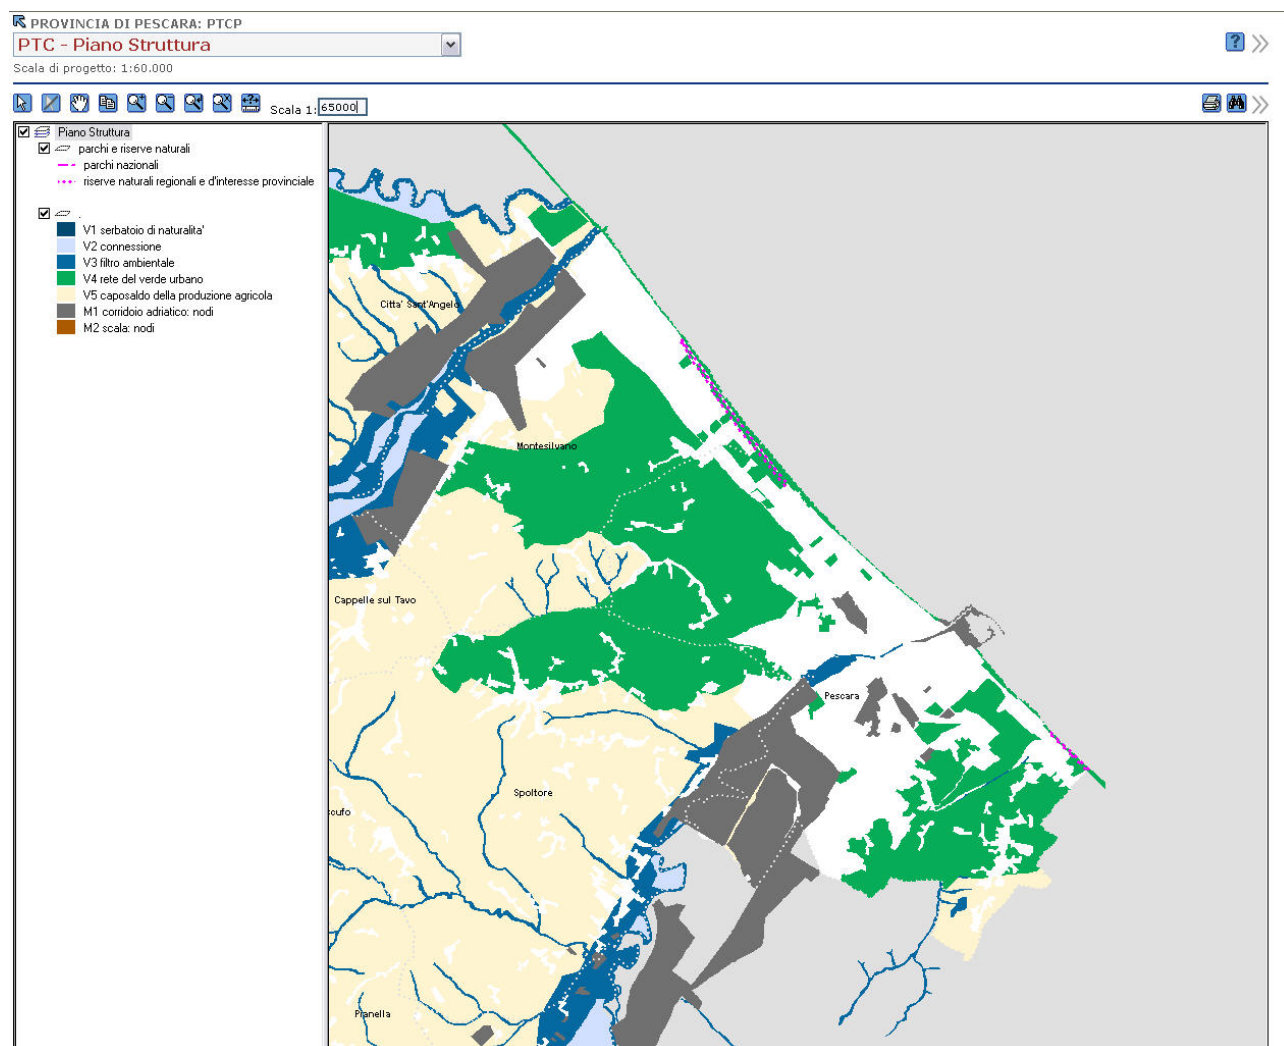 PROVINCIA DI PESCARA: PTCP
PTC - Piano Struttura
Scala di progetto: 1:60.000
Scala 1: 65000
Piano Struttura
parchi e riserve naturali
parchi nazionali
riserve naturali regionali e d'interesse provinciale
.
V1 serbatoio di naturalita'
V2 connessione
V3 filtro ambientale
V4 rete del verde urbano
V5 caposaldo della produzione agricola
M1 corridoio adriatico: nodi
M2 scala: nodi
Citta' Sant'Angelo
Montesilvano
Cappelle sul Tavo
Pescara
Spoltore
oufo
Pianella